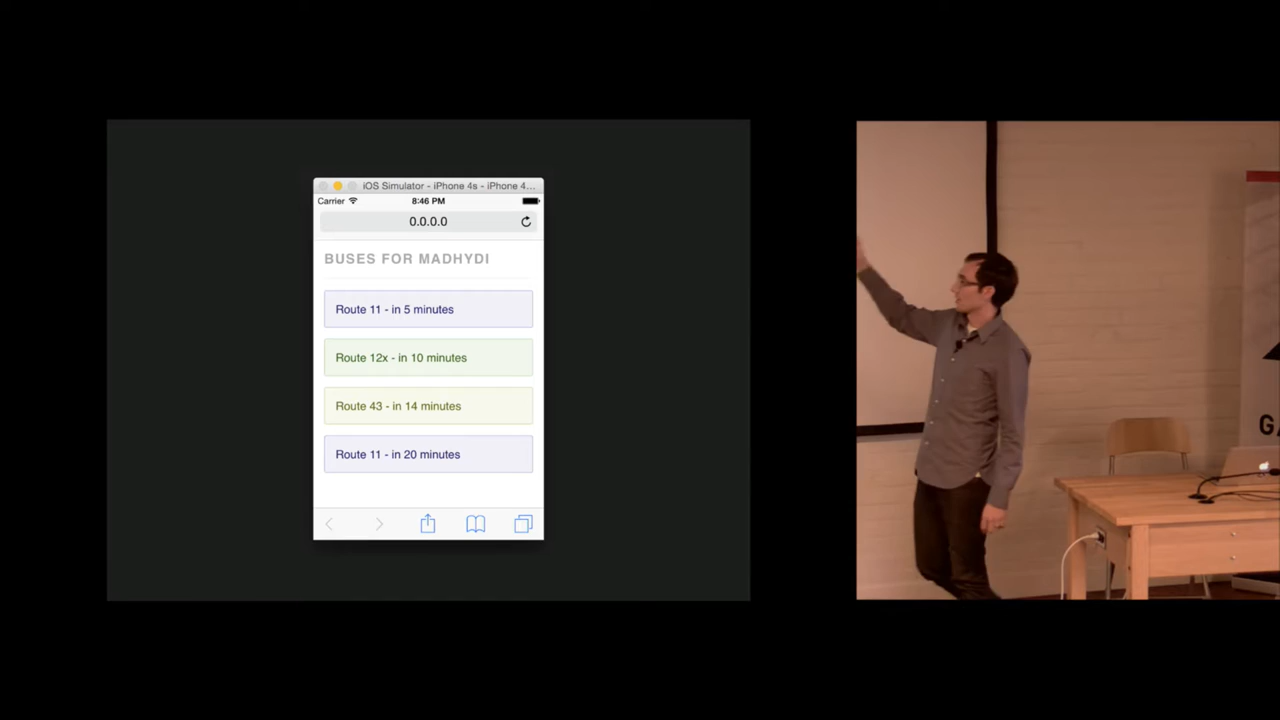 iOS Simulator - iPhone 4s - iPhone 4...
Carrier 8:46 PM
0.0.0.0
BUSES FOR MADHYDI
Route 11 - in 5 minutes
Route 12x - in 10 minutes
Route 43 - in 14 minutes
Route 11 - in 20 minutes